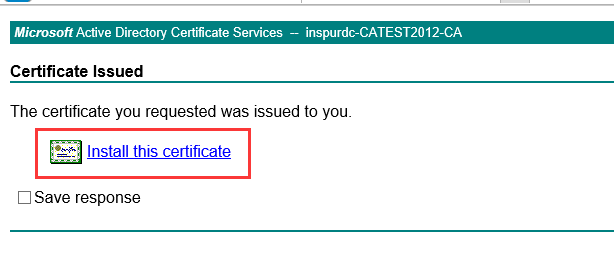 Microsoft Active Directory Certificate Services -- inspurdc-CATEST2012-CA
Certificate Issued
The certificate you requested was issued to you.
Install this certificate
Save response